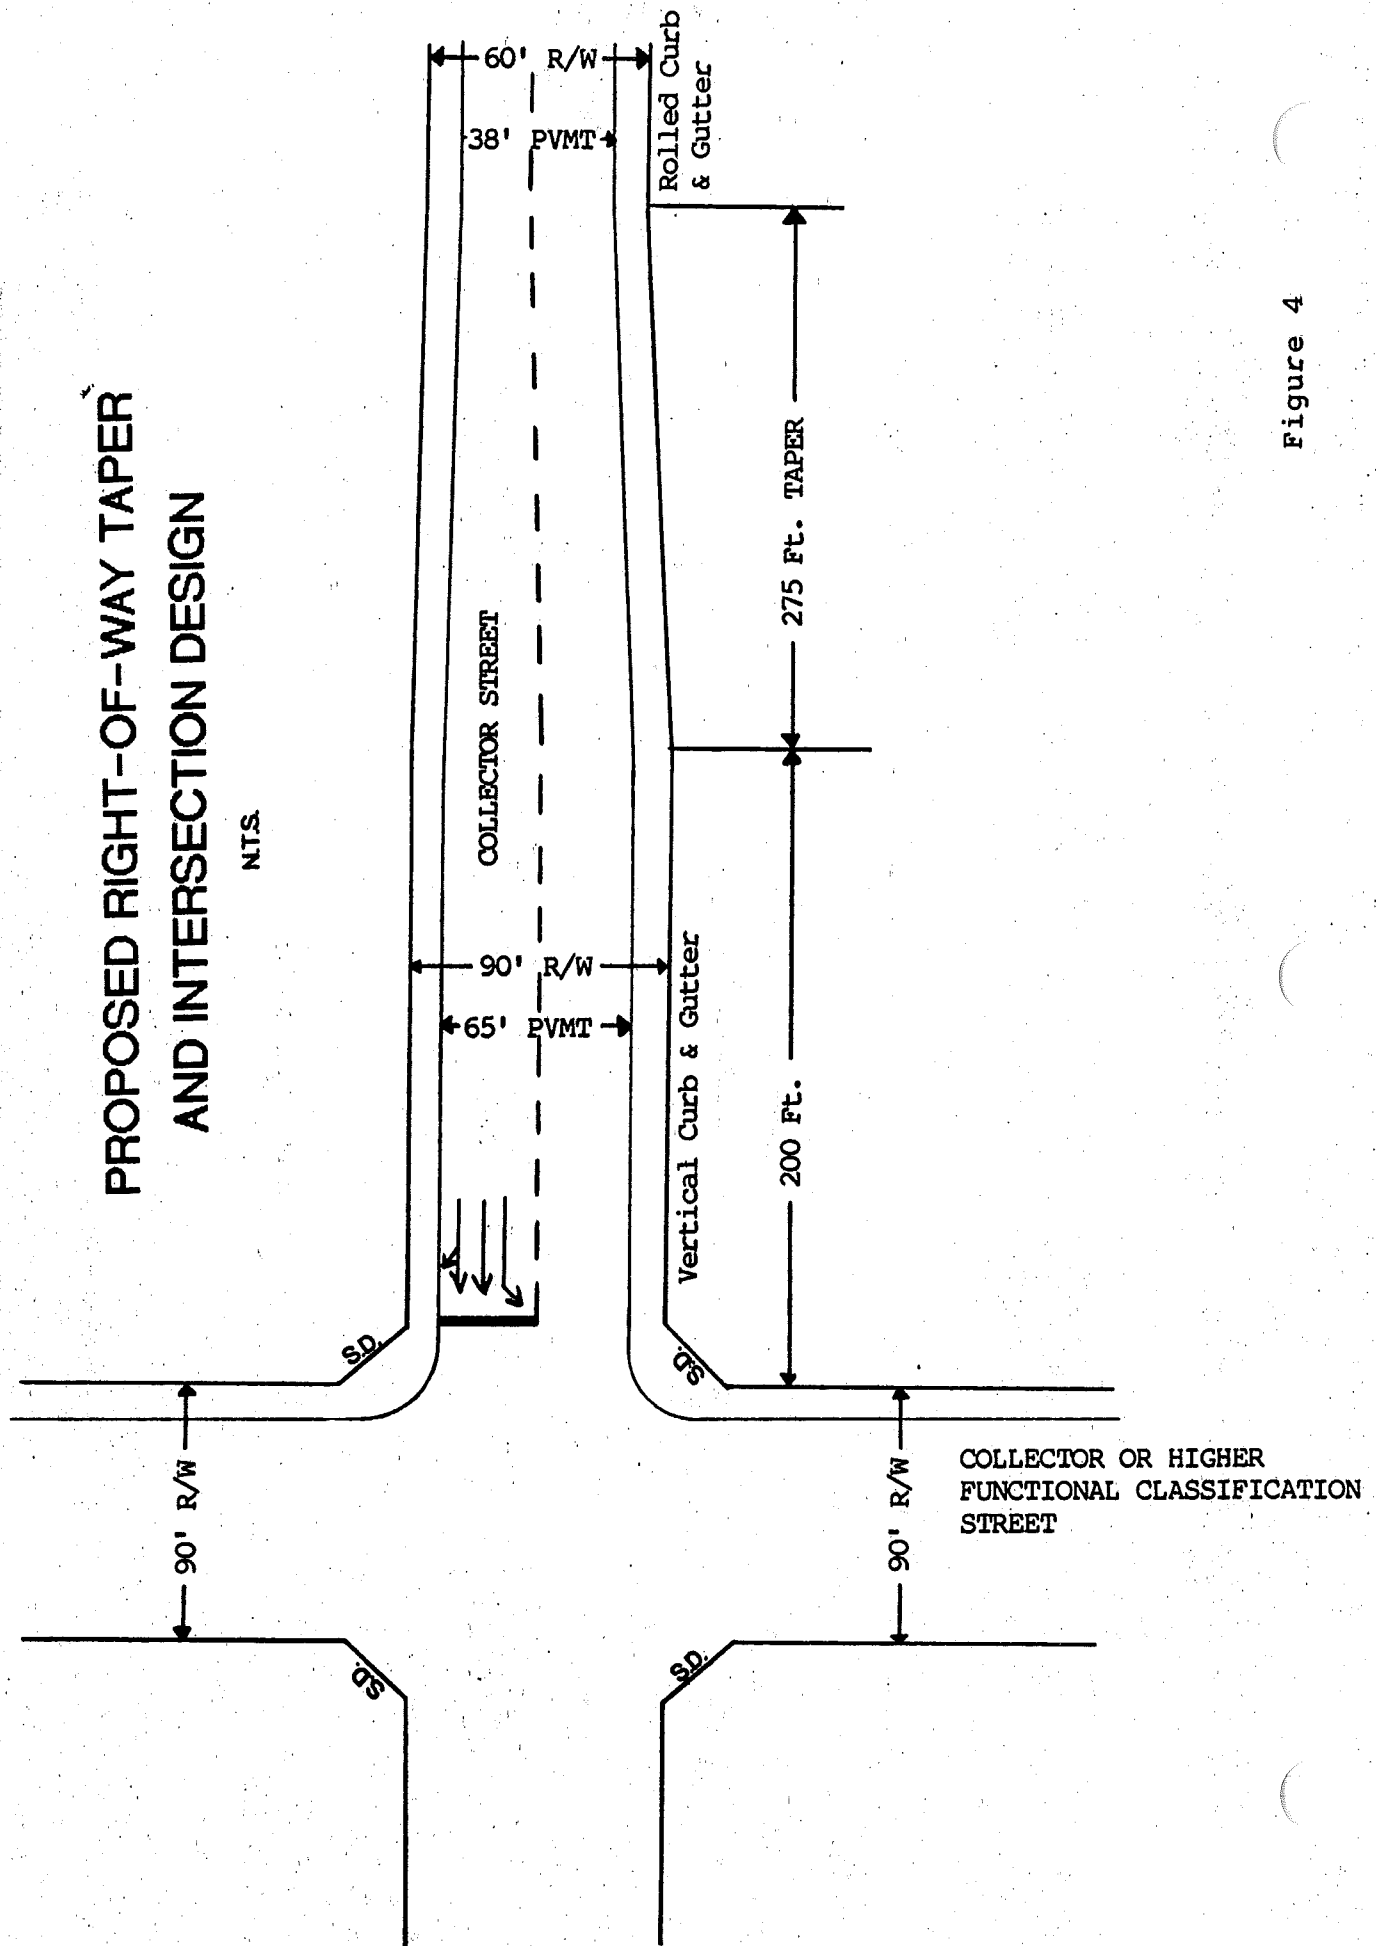 PROPOSED RIGHT-OF-WAY TAPER
AND INTERSECTION DESIGN
N.T.S.
60' R/W
38' PVMT
Rolled Curb
& Gutter
275 Ft. TAPER
COLLECTOR STREET
90' R/W
65' PVMT
Vertical Curb & Gutter
200 Ft.
S.D.
S.D.
90' R/W
90' R/W
COLLECTOR OR HIGHER
FUNCTIONAL CLASSIFICATION
STREET
S.D.
S.D.
Figure 4